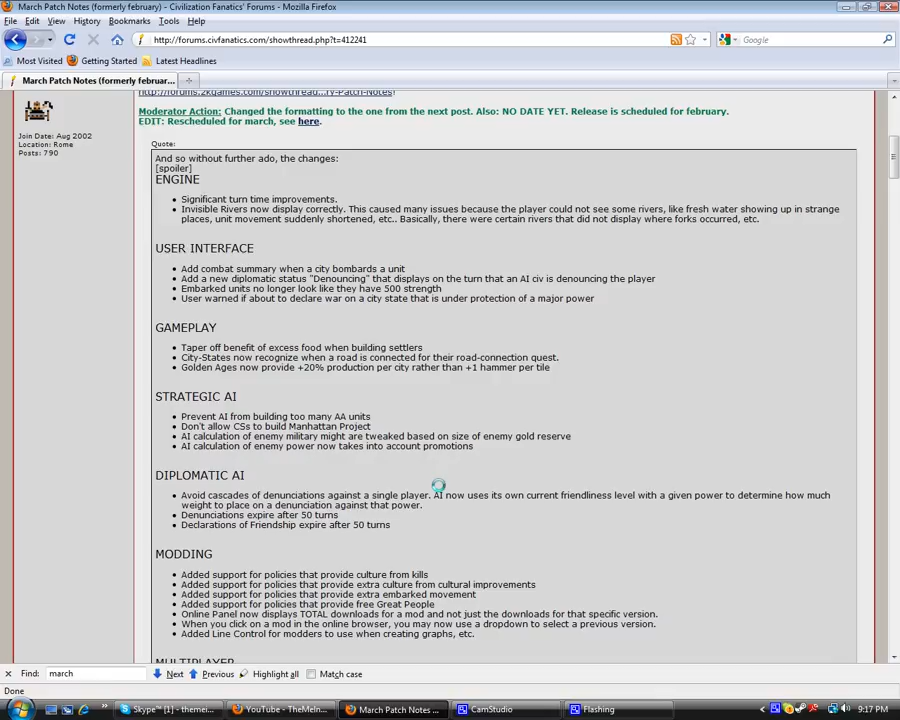 March Patch Notes (formerly february) - Civilization Fanatics' Forums - Mozilla Firefox
File Edit View History Bookmarks Tools Help
http://forums.civfanatics.com/showthread.php?t=412241
Google
Most Visited Getting Started Latest Headlines
March Patch Notes (formerly februar...
http://forums.2kgames.com/showthread...ry-Patch-Notes!
Moderator Action: Changed the formatting to the one from the next post. Also: NO DATE YET. Release is scheduled for february.
EDIT: Rescheduled for march, see here.
Join Date: Aug 2002
Location: Rome
Posts: 790
Quote:
And so without further ado, the changes:
[spoiler]
ENGINE
• Significant turn time improvements.
• Invisible Rivers now display correctly. This caused many issues because the player could not see some rivers, like fresh water showing up in strange
places, unit movement suddenly shortened, etc.. Basically, there were certain rivers that did not display where forks occurred, etc.
USER INTERFACE
• Add combat summary when a city bombards a unit
• Add a new diplomatic status "Denouncing" that displays on the turn that an AI civ is denouncing the player
• Embarked units no longer look like they have 500 strength
• User warned if about to declare war on a city state that is under protection of a major power
GAMEPLAY
• Taper off benefit of excess food when building settlers
• City-States now recognize when a road is connected for their road-connection quest.
• Golden Ages now provide +20% production per city rather than +1 hammer per tile
STRATEGIC AI
• Prevent AI from building too many AA units
• Don't allow CSs to build Manhattan Project
• AI calculation of enemy military might are tweaked based on size of enemy gold reserve
• AI calculation of enemy power now takes into account promotions
DIPLOMATIC AI
• Avoid cascades of denunciations against a single player. AI now uses its own current friendliness level with a given power to determine how much
weight to place on a denunciation against that power.
• Denunciations expire after 50 turns
• Declarations of Friendship expire after 50 turns
MODDING
• Added support for policies that provide culture from kills
• Added support for policies that provide extra culture from cultural improvements
• Added support for policies that provide extra embarked movement
• Added support for policies that provide free Great People
• Online Panel now displays TOTAL downloads for a mod and not just the downloads for that specific version.
• When you click on a mod in the online browser, you may now use a dropdown to select a previous version.
• Added Line Control for modders to use when creating graphs, etc.
MULTIPLAYER
Find: march Next Previous Highlight all Match case
Done
Skype™ [1] - themei... YouTube - TheMeIn... March Patch Notes ... CamStudio Flashing 9:17 PM